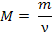 M = m/v